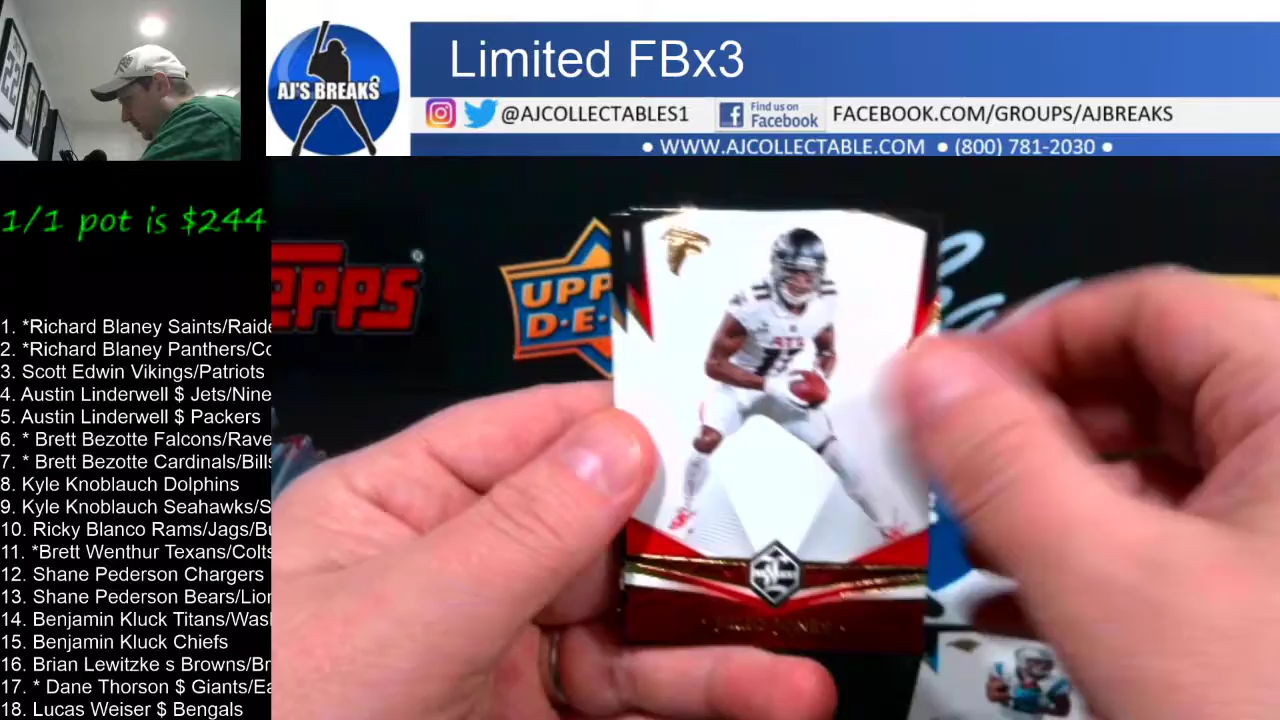 Limited FBx3
AJ'S BREAKS
@AJCOLLECTABLES1 Find us on Facebook FACEBOOK.COM/GROUPS/AJBREAKS
• WWW.AJCOLLECTABLE.COM • (800) 781-2030 •
1/1 pot is $244
1. *Richard Blaney Saints/Raide
2. *Richard Blaney Panthers/Co
3. Scott Edwin Vikings/Patriots
4. Austin Linderwell $ Jets/Nine
5. Austin Linderwell $ Packers
6. * Brett Bezotte Falcons/Rave
7. * Brett Bezotte Cardinals/Bills
8. Kyle Knoblauch Dolphins
9. Kyle Knoblauch Seahawks/S
10. Ricky Blanco Rams/Jags/Bu
11. *Brett Wenthur Texans/Colts
12. Shane Pederson Chargers
13. Shane Pederson Bears/Lion
14. Benjamin Kluck Titans/Wash
15. Benjamin Kluck Chiefs
16. Brian Lewitzke s Browns/Br
17. * Dane Thorson $ Giants/Ea
18. Lucas Weiser $ Bengals
TOPPS
UPP
D.E.
ATL
11